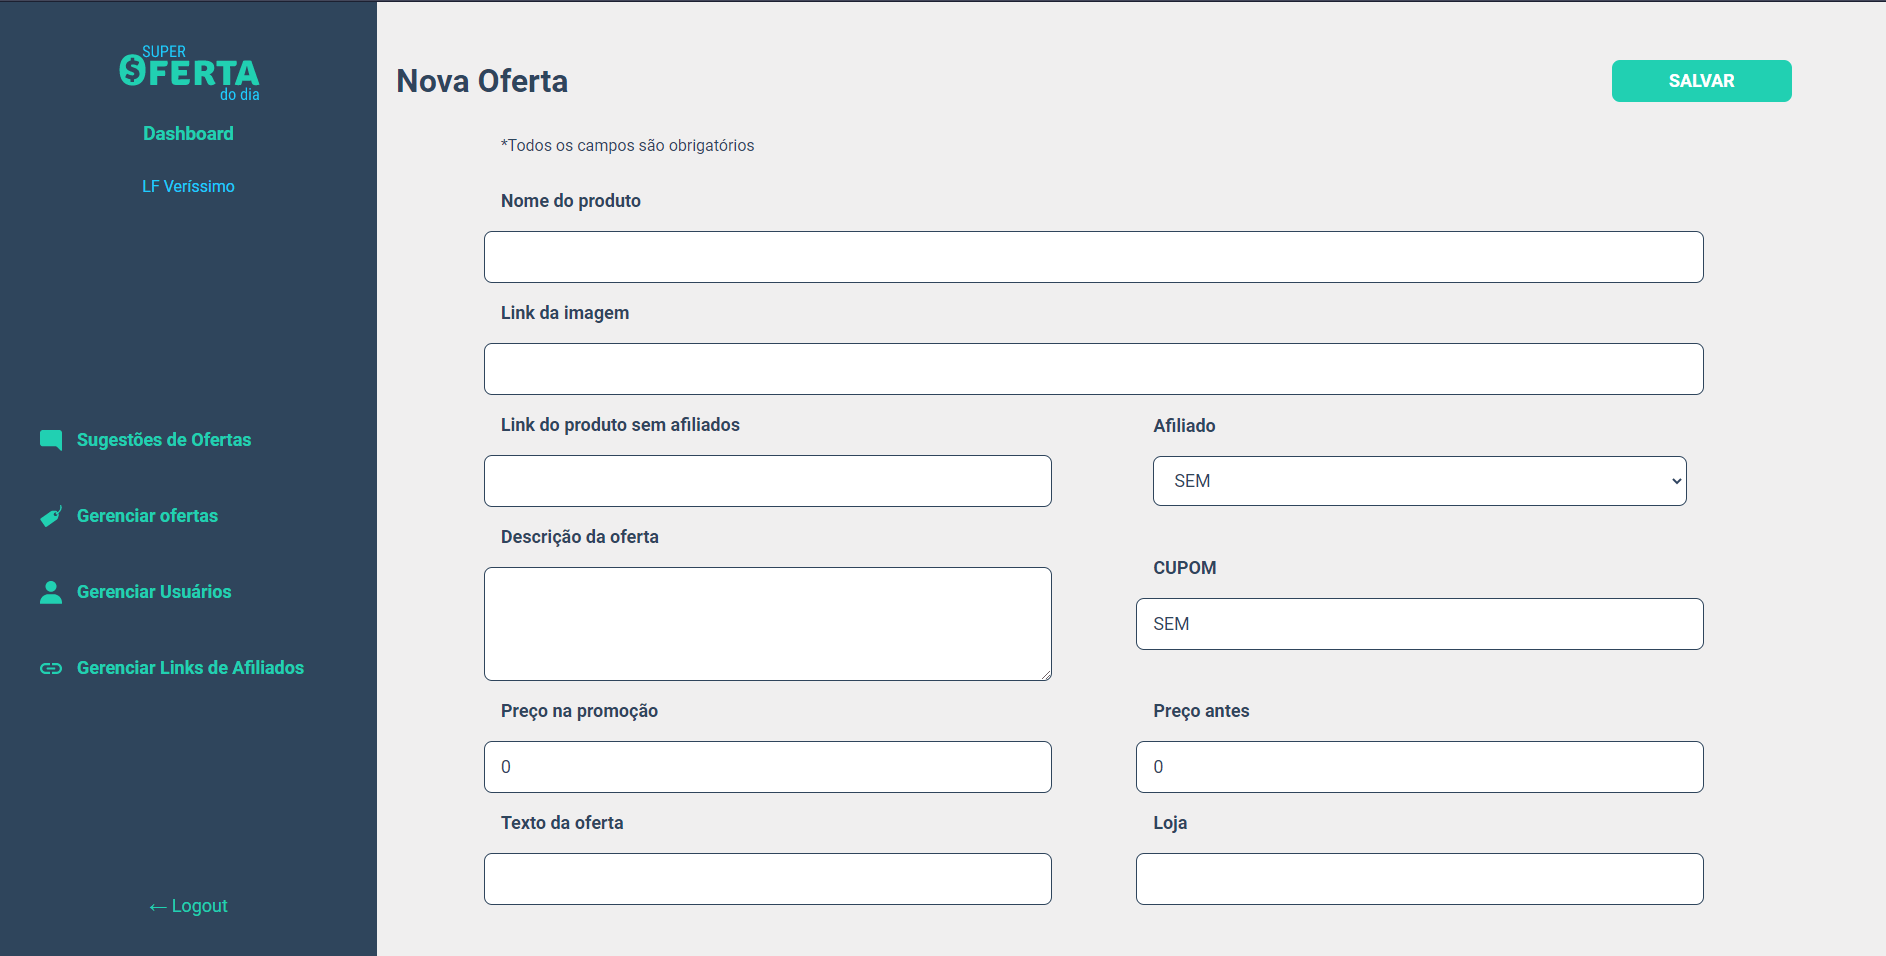 SUPER
OFERTA
do dia
Dashboard
LF Veríssimo
Sugestões de Ofertas
Gerenciar ofertas
Gerenciar Usuários
Gerenciar Links de Afiliados
← Logout
Nova Oferta
SALVAR
*Todos os campos são obrigatórios
Nome do produto
Link da imagem
Link do produto sem afiliados
Afiliado
SEM
Descrição da oferta
CUPOM
SEM
Preço na promoção
Preço antes
0
0
Texto da oferta
Loja